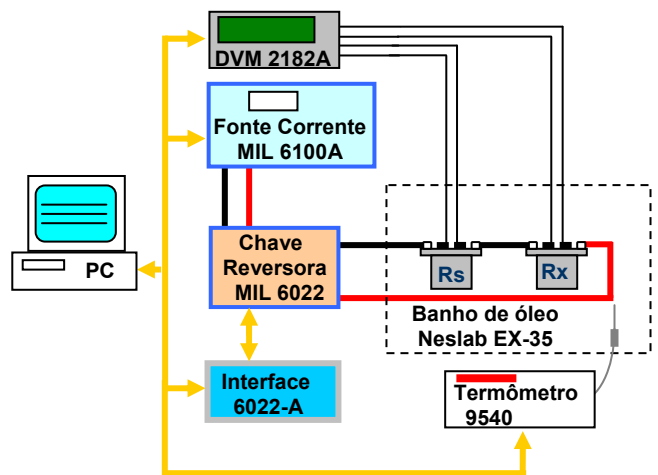 DVM 2182A
Fonte Corrente
MIL 6100A
PC
Chave
Reversora
MIL 6022
Rs
Rx
Banho de óleo
Neslab EX-35
Interface
6022-A
Termômetro
9540